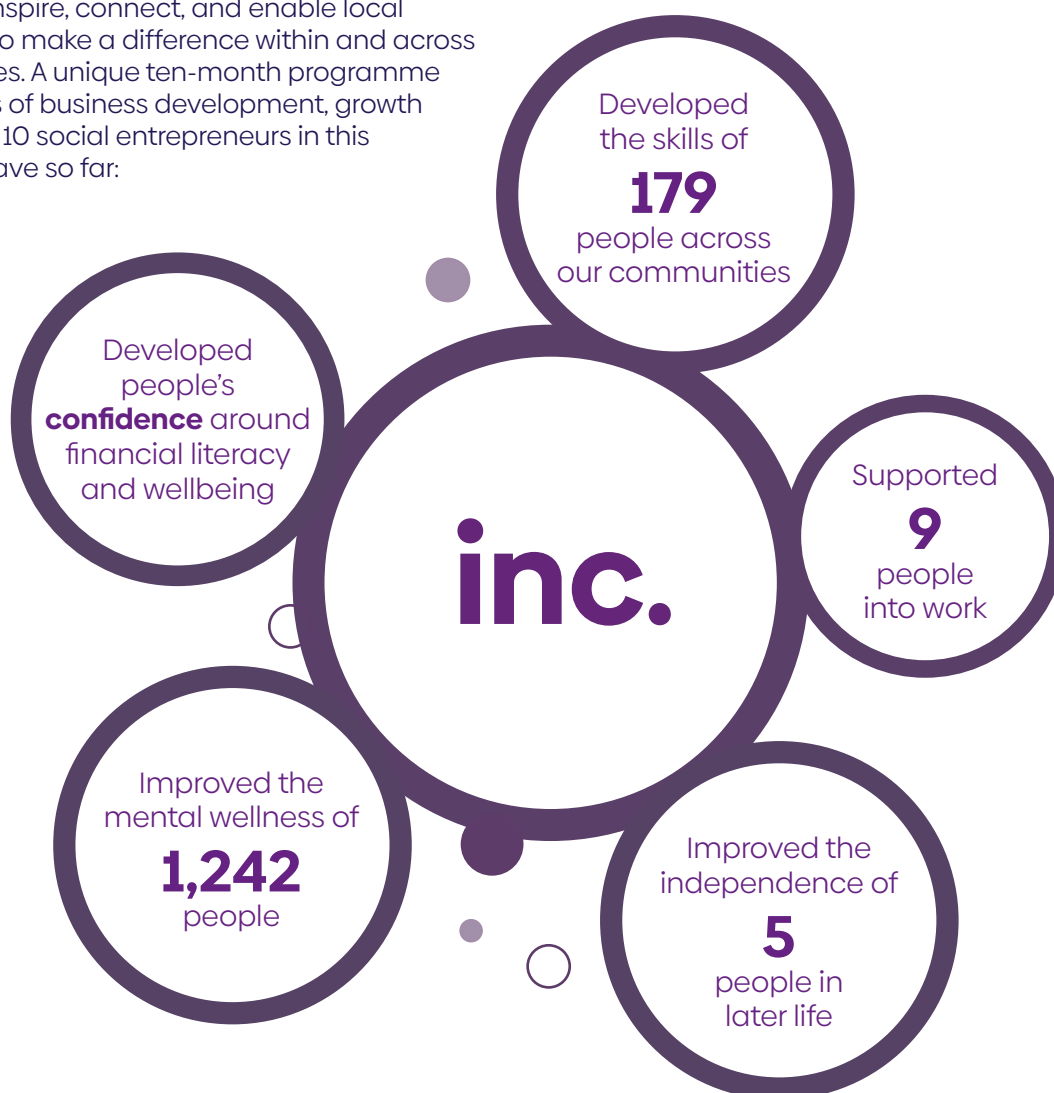 nspire, connect, and enable local
o make a difference within and across
es. A unique ten-month programme
s of business development, growth
10 social entrepreneurs in this
ave so far:
Developed
the skills of
179
people across
our communities
Developed
people's
confidence around
financial literacy
and wellbeing
inc.
Supported
9
people
into work
Improved the
mental wellness of
1,242
people
Improved the
independence of
5
people in
later life